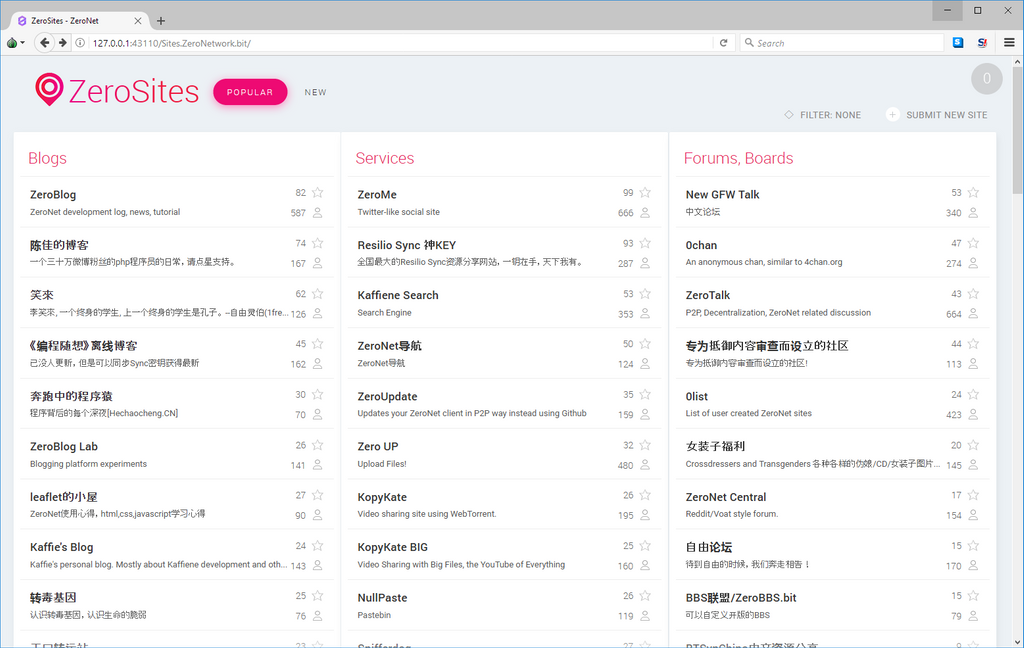 ZeroSites - ZeroNet
127.0.0.1:43110/Sites.ZeroNetwork.bit/
Search
ZeroSites
POPULAR
NEW
0
FILTER: NONE
SUBMIT NEW SITE
Blogs
ZeroBlog 82
ZeroNet development log, news, tutorial 587
陈佳的博客 74
一个三十万微博粉丝的php程序员的日常，请点星支持。 167
笑來 62
李笑來, 一个终身的学生, 上一个终身的学生是孔子。--自由灵伯(1fre... 126
《编程随想》离线博客 45
已没人更新，但是可以同步Sync密钥获得最新 162
奔跑中的程序猿 30
程序背后的每个深夜[Hechaocheng.CN] 70
ZeroBlog Lab 26
Blogging platform experiments 141
leaflet的小屋 27
ZeroNet使用心得，html,css,javascript学习心得 90
Kaffie's Blog 24
Kaffie's personal blog. Mostly about Kaffiene development and oth... 143
转毒基因 25
认识转毒基因，认识生命的脆弱 76
23
Services
ZeroMe 99
Twitter-like social site 666
Resilio Sync 神KEY 93
全国最大的Resilio Sync资源分享网站，一钥在手，天下我有。 287
Kaffiene Search 53
Search Engine 353
ZeroNet导航 50
ZeroNet导航 124
ZeroUpdate 35
Updates your ZeroNet client in P2P way instead using Github 159
Zero UP 32
Upload Files! 480
KopyKate 26
Video sharing site using WebTorrent. 195
KopyKate BIG 25
Video Sharing with Big Files, the YouTube of Everything 160
NullPaste 26
Pastebin 119
27
Forums, Boards
New GFW Talk 53
中文论坛 340
0chan 47
An anonymous chan, similar to 4chan.org 274
ZeroTalk 43
P2P, Decentralization, ZeroNet related discussion 664
专为抵御内容审查而设立的社区 44
专为抵御内容审查而设立的社区! 113
0list 24
List of user created ZeroNet sites 423
女装子福利 20
Crossdressers and Transgenders 各种各样的伪娘/CD/女装子图片... 145
ZeroNet Central 17
Reddit/Voat style forum. 154
自由论坛 15
待到自由的时候，我们奔走相告！ 170
BBS联盟/ZeroBBS.bit 15
可以自定义开版的BBS 79
9